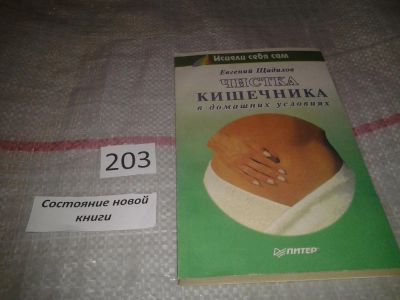 Исцели себя сам
Евгений Щадилов
ЧИСТКА
КИШЕЧНИКА
в домашних условиях
ПИТЕР
203
Состояние новой
книги